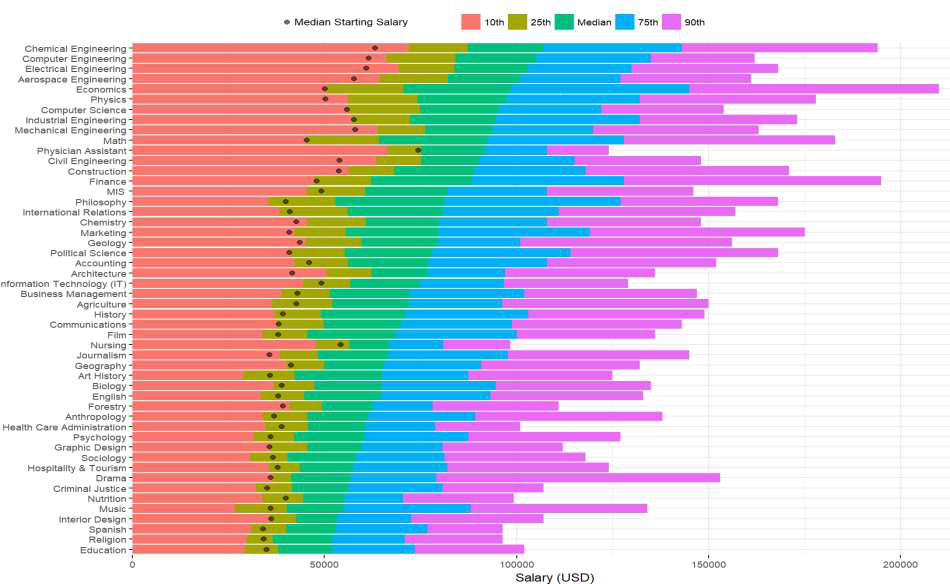 Median Starting Salary 10th 25th Median 75th 90th
Chemical Engineering
Computer Engineering
Electrical Engineering
Aerospace Engineering
Economics
Physics
Computer Science
Industrial Engineering
Mechanical Engineering
Math
Physician Assistant
Civil Engineering
Construction
Finance
MIS
Philosophy
International Relations
Chemistry
Marketing
Geology
Political Science
Accounting
Architecture
nformation Technology (IT)
Business Management
Agriculture
History
Communications
Film
Nursing
Journalism
Geography
Art History
Biology
English
Forestry
Anthropology
Health Care Administration
Psychology
Graphic Design
Sociology
Hospitality & Tourism
Drama
Criminal Justice
Nutrition
Music
Interior Design
Spanish
Religion
Education
0 50000 100000 150000 200000
Salary (USD)